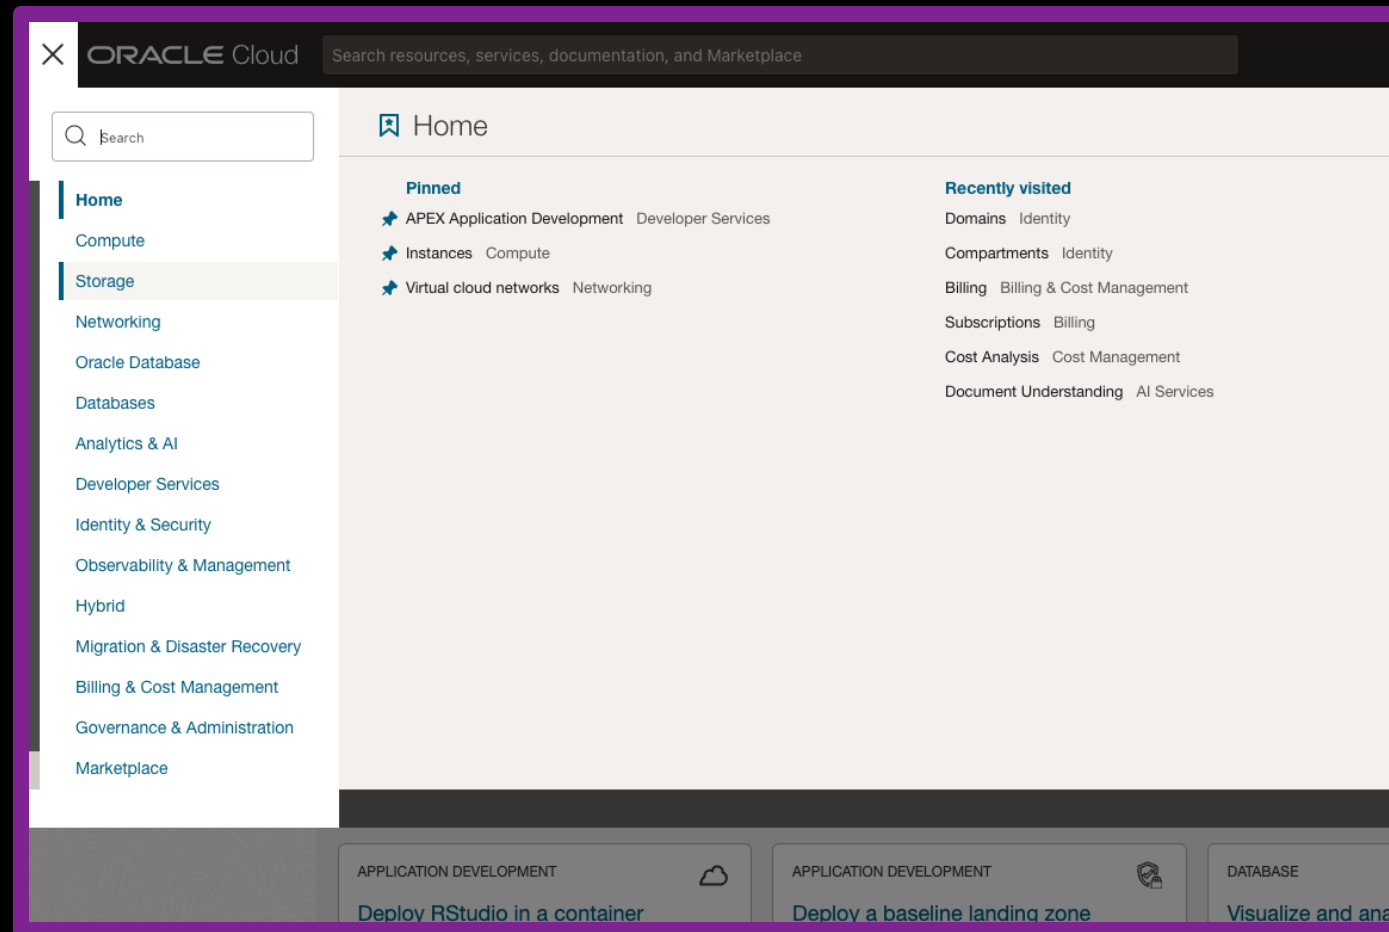 ORACLE Cloud
Search resources, services, documentation, and Marketplace
Search
Home
Compute
Storage
Networking
Oracle Database
Databases
Analytics & AI
Developer Services
Identity & Security
Observability & Management
Hybrid
Migration & Disaster Recovery
Billing & Cost Management
Governance & Administration
Marketplace
Home
Pinned
APEX Application Development Developer Services
Instances Compute
Virtual cloud networks Networking
Recently visited
Domains Identity
Compartments Identity
Billing Billing & Cost Management
Subscriptions Billing
Cost Analysis Cost Management
Document Understanding AI Services
APPLICATION DEVELOPMENT
Deploy RStudio in a container
APPLICATION DEVELOPMENT
Deploy a baseline landing zone
DATABASE
Visualize and ana